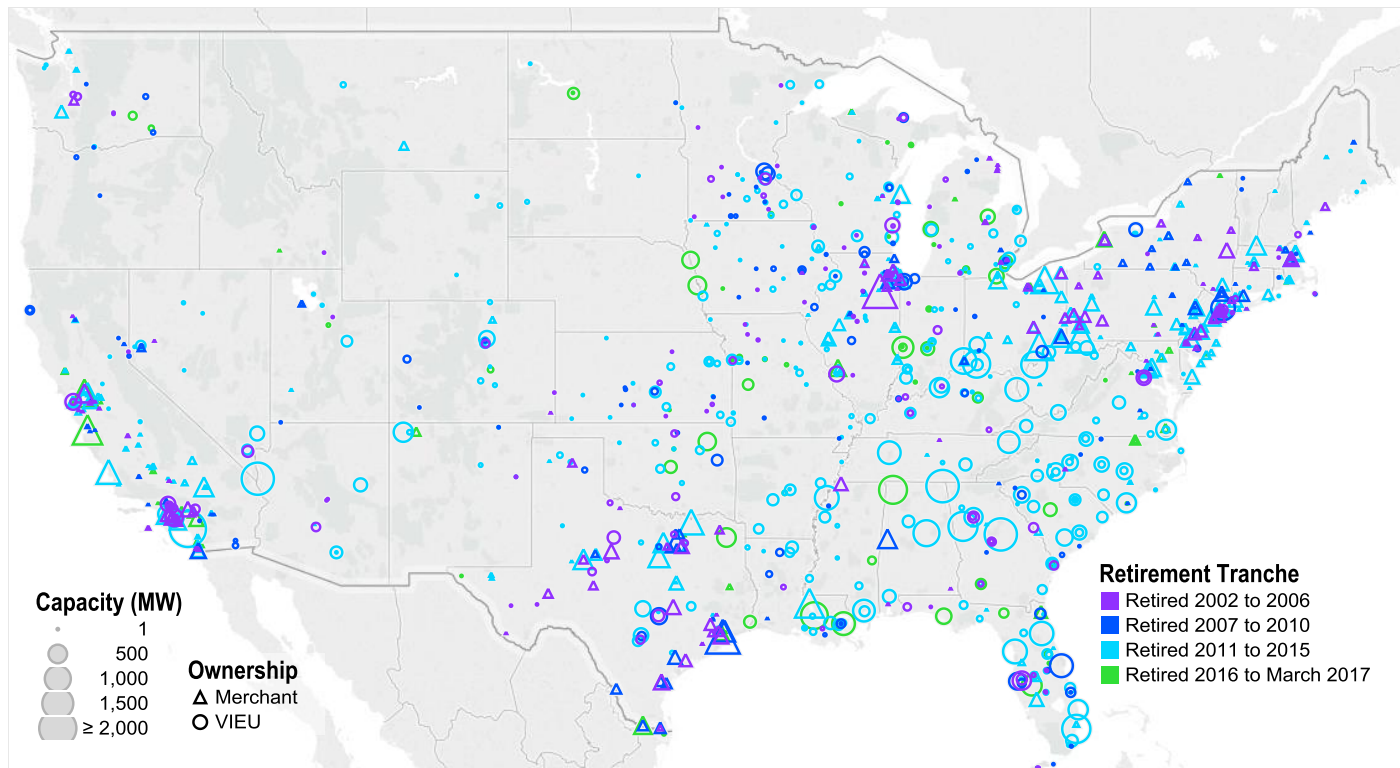 Capacity (MW)
1
500
1,000
1,500
≥ 2,000
Ownership
Merchant
VIEU
Retirement Tranche
Retired 2002 to 2006
Retired 2007 to 2010
Retired 2011 to 2015
Retired 2016 to March 2017